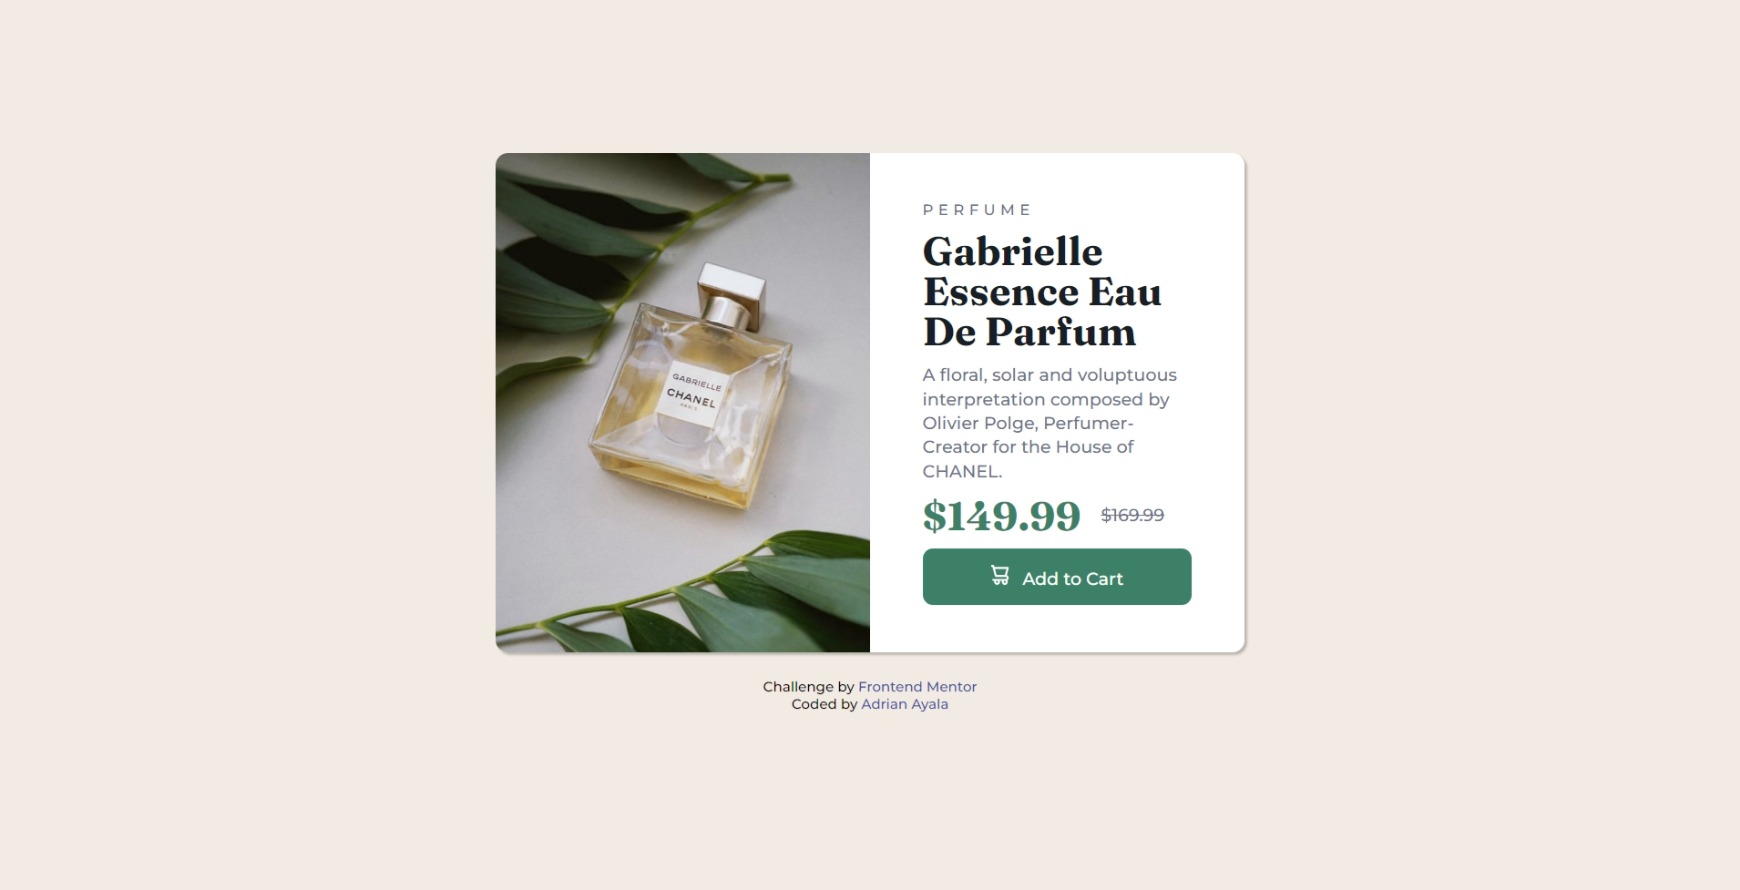 GABRIELLE
CHANEL
PARIS
PERFUME
Gabrielle
Essence Eau
De Parfum
A floral, solar and voluptuous
interpretation composed by
Olivier Polge, Perfumer-
Creator for the House of
CHANEL.
$149.99 $169.99
Add to Cart
Challenge by Frontend Mentor
Coded by Adrian Ayala